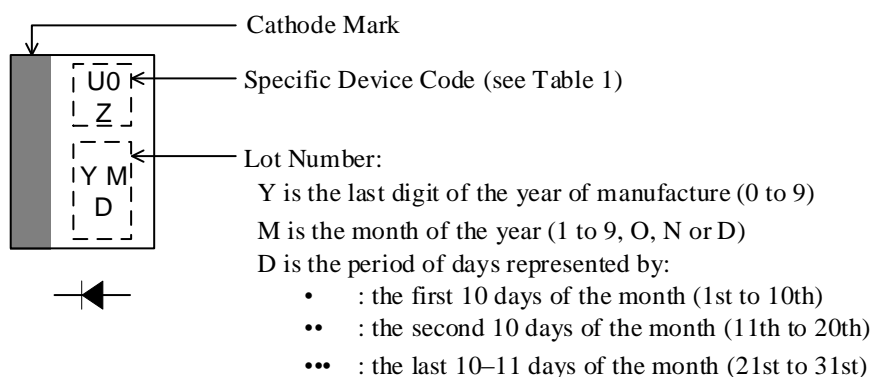 Cathode Mark
U0
Z
Specific Device Code (see Table 1)
Y M
D
Lot Number:
Y is the last digit of the year of manufacture (0 to 9)
M is the month of the year (1 to 9, O, N or D)
D is the period of days represented by:
• : the first 10 days of the month (1st to 10th)
•• : the second 10 days of the month (11th to 20th)
••• : the last 10–11 days of the month (21st to 31st)